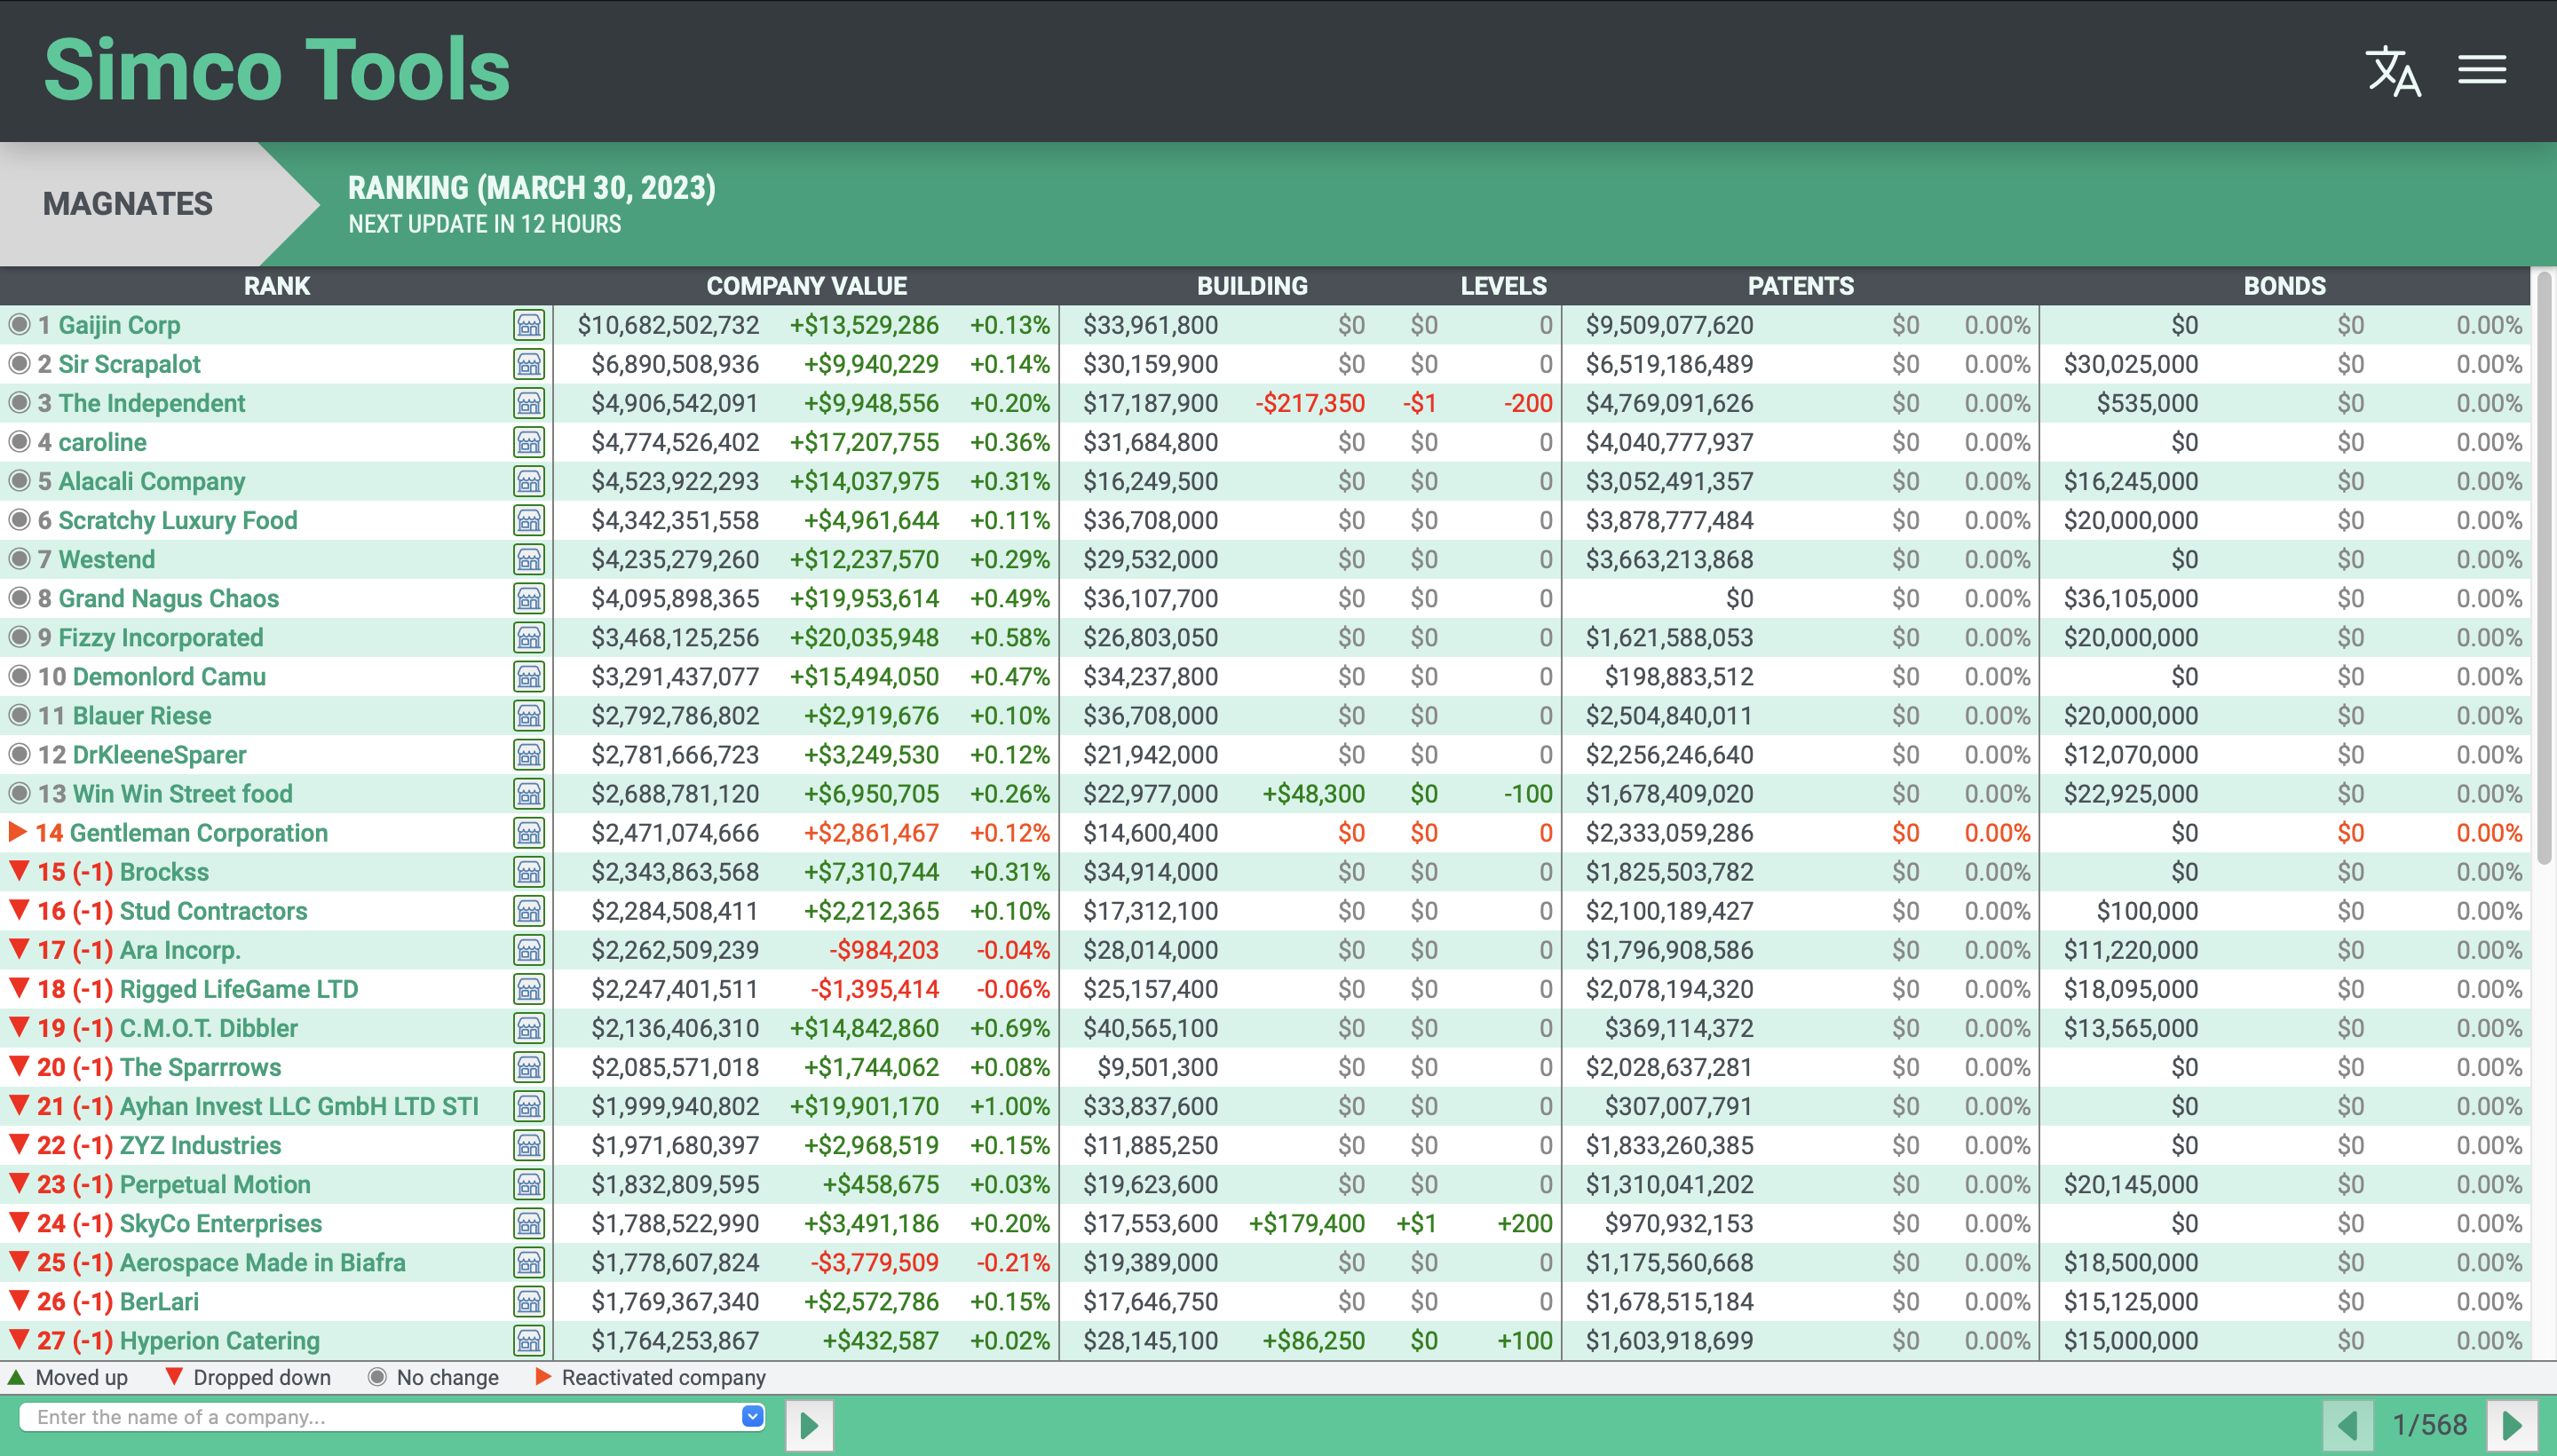 Simco Tools
MAGNATES
RANKING (MARCH 30, 2023)
NEXT UPDATE IN 12 HOURS
RANK COMPANY VALUE BUILDING LEVELS PATENTS BONDS
1 Gaijin Corp $10,682,502,732 +$13,529,286 +0.13% $33,961,800 $0 $0 0 $9,509,077,620 $0 0.00% $0 $0 0.00%
2 Sir Scrapalot $6,890,508,936 +$9,940,229 +0.14% $30,159,900 $0 $0 0 $6,519,186,489 $0 0.00% $30,025,000 $0 0.00%
3 The Independent $4,906,542,091 +$9,948,556 +0.20% $17,187,900 -$217,350 -$1 -200 $4,769,091,626 $0 0.00% $535,000 $0 0.00%
4 caroline $4,774,526,402 +$17,207,755 +0.36% $31,684,800 $0 $0 0 $4,040,777,937 $0 0.00% $0 $0 0.00%
5 Alacali Company $4,523,922,293 +$14,037,975 +0.31% $16,249,500 $0 $0 0 $3,052,491,357 $0 0.00% $16,245,000 $0 0.00%
6 Scratchy Luxury Food $4,342,351,558 +$4,961,644 +0.11% $36,708,000 $0 $0 0 $3,878,777,484 $0 0.00% $20,000,000 $0 0.00%
7 Westend $4,235,279,260 +$12,237,570 +0.29% $29,532,000 $0 $0 0 $3,663,213,868 $0 0.00% $0 $0 0.00%
8 Grand Nagus Chaos $4,095,898,365 +$19,953,614 +0.49% $36,107,700 $0 $0 0 $0 $0 0.00% $36,105,000 $0 0.00%
9 Fizzy Incorporated $3,468,125,256 +$20,035,948 +0.58% $26,803,050 $0 $0 0 $1,621,588,053 $0 0.00% $20,000,000 $0 0.00%
10 Demonlord Camu $3,291,437,077 +$15,494,050 +0.47% $34,237,800 $0 $0 0 $198,883,512 $0 0.00% $0 $0 0.00%
11 Blauer Riese $2,792,786,802 +$2,919,676 +0.10% $36,708,000 $0 $0 0 $2,504,840,011 $0 0.00% $20,000,000 $0 0.00%
12 DrKleeneSparer $2,781,666,723 +$3,249,530 +0.12% $21,942,000 $0 $0 0 $2,256,246,640 $0 0.00% $12,070,000 $0 0.00%
13 Win Win Street food $2,688,781,120 +$6,950,705 +0.26% $22,977,000 +$48,300 $0 -100 $1,678,409,020 $0 0.00% $22,925,000 $0 0.00%
14 Gentleman Corporation $2,471,074,666 +$2,861,467 +0.12% $14,600,400 $0 $0 0 $2,333,059,286 $0 0.00% $0 $0 0.00%
15 (-1) Brockss $2,343,863,568 +$7,310,744 +0.31% $34,914,000 $0 $0 0 $1,825,503,782 $0 0.00% $0 $0 0.00%
16 (-1) Stud Contractors $2,284,508,411 +$2,212,365 +0.10% $17,312,100 $0 $0 0 $2,100,189,427 $0 0.00% $100,000 $0 0.00%
17 (-1) Ara Incorp. $2,262,509,239 -$984,203 -0.04% $28,014,000 $0 $0 0 $1,796,908,586 $0 0.00% $11,220,000 $0 0.00%
18 (-1) Rigged LifeGame LTD $2,247,401,511 -$1,395,414 -0.06% $25,157,400 $0 $0 0 $2,078,194,320 $0 0.00% $18,095,000 $0 0.00%
19 (-1) C.M.O.T. Dibbler $2,136,406,310 +$14,842,860 +0.69% $40,565,100 $0 $0 0 $369,114,372 $0 0.00% $13,565,000 $0 0.00%
20 (-1) The Sparrrows $2,085,571,018 +$1,744,062 +0.08% $9,501,300 $0 $0 0 $2,028,637,281 $0 0.00% $0 $0 0.00%
21 (-1) Ayhan Invest LLC GmbH LTD STI $1,999,940,802 +$19,901,170 +1.00% $33,837,600 $0 $0 0 $307,007,791 $0 0.00% $0 $0 0.00%
22 (-1) ZYZ Industries $1,971,680,397 +$2,968,519 +0.15% $11,885,250 $0 $0 0 $1,833,260,385 $0 0.00% $0 $0 0.00%
23 (-1) Perpetual Motion $1,832,809,595 +$458,675 +0.03% $19,623,600 $0 $0 0 $1,310,041,202 $0 0.00% $20,145,000 $0 0.00%
24 (-1) SkyCo Enterprises $1,788,522,990 +$3,491,186 +0.20% $17,553,600 +$179,400 +$1 +200 $970,932,153 $0 0.00% $0 $0 0.00%
25 (-1) Aerospace Made in Biafra $1,778,607,824 -$3,779,509 -0.21% $19,389,000 $0 $0 0 $1,175,560,668 $0 0.00% $18,500,000 $0 0.00%
26 (-1) BerLari $1,769,367,340 +$2,572,786 +0.15% $17,646,750 $0 $0 0 $1,678,515,184 $0 0.00% $15,125,000 $0 0.00%
27 (-1) Hyperion Catering $1,764,253,867 +$432,587 +0.02% $28,145,100 +$86,250 $0 +100 $1,603,918,699 $0 0.00% $15,000,000 $0 0.00%
Moved up Dropped down No change Reactivated company
Enter the name of a company... 1/568